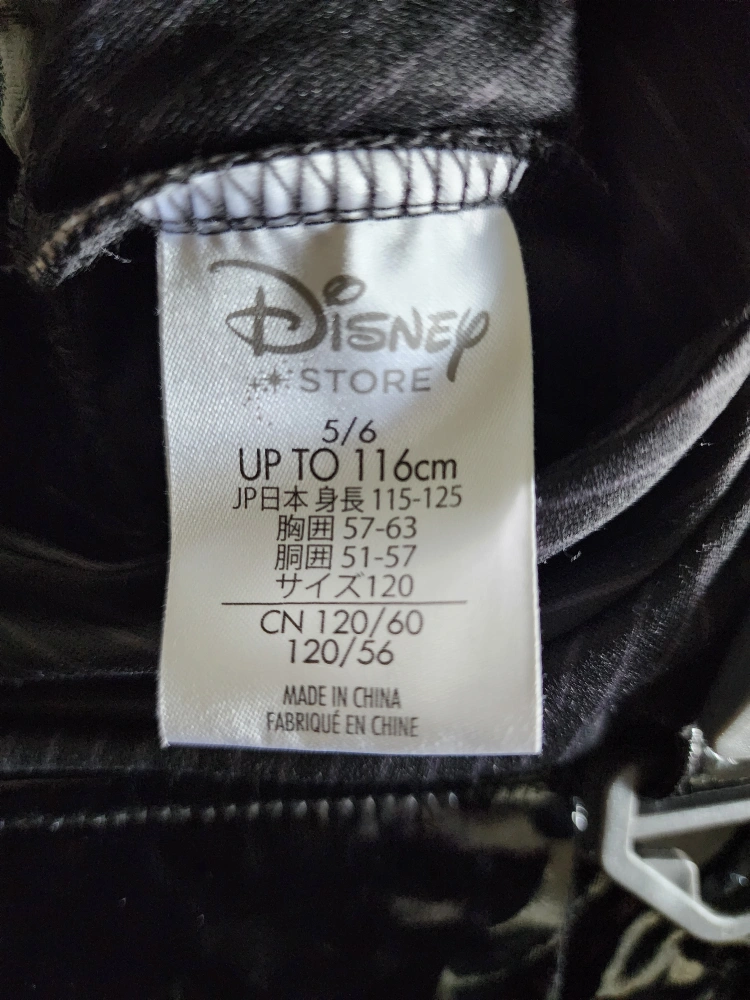 Disney
STORE
5/6
UP TO 116cm
JP日本 身長 115-125
胸囲 57-63
胴囲 51-57
サイズ120
CN 120/60
120/56
MADE IN CHINA
FABRIQUÉ EN CHINE